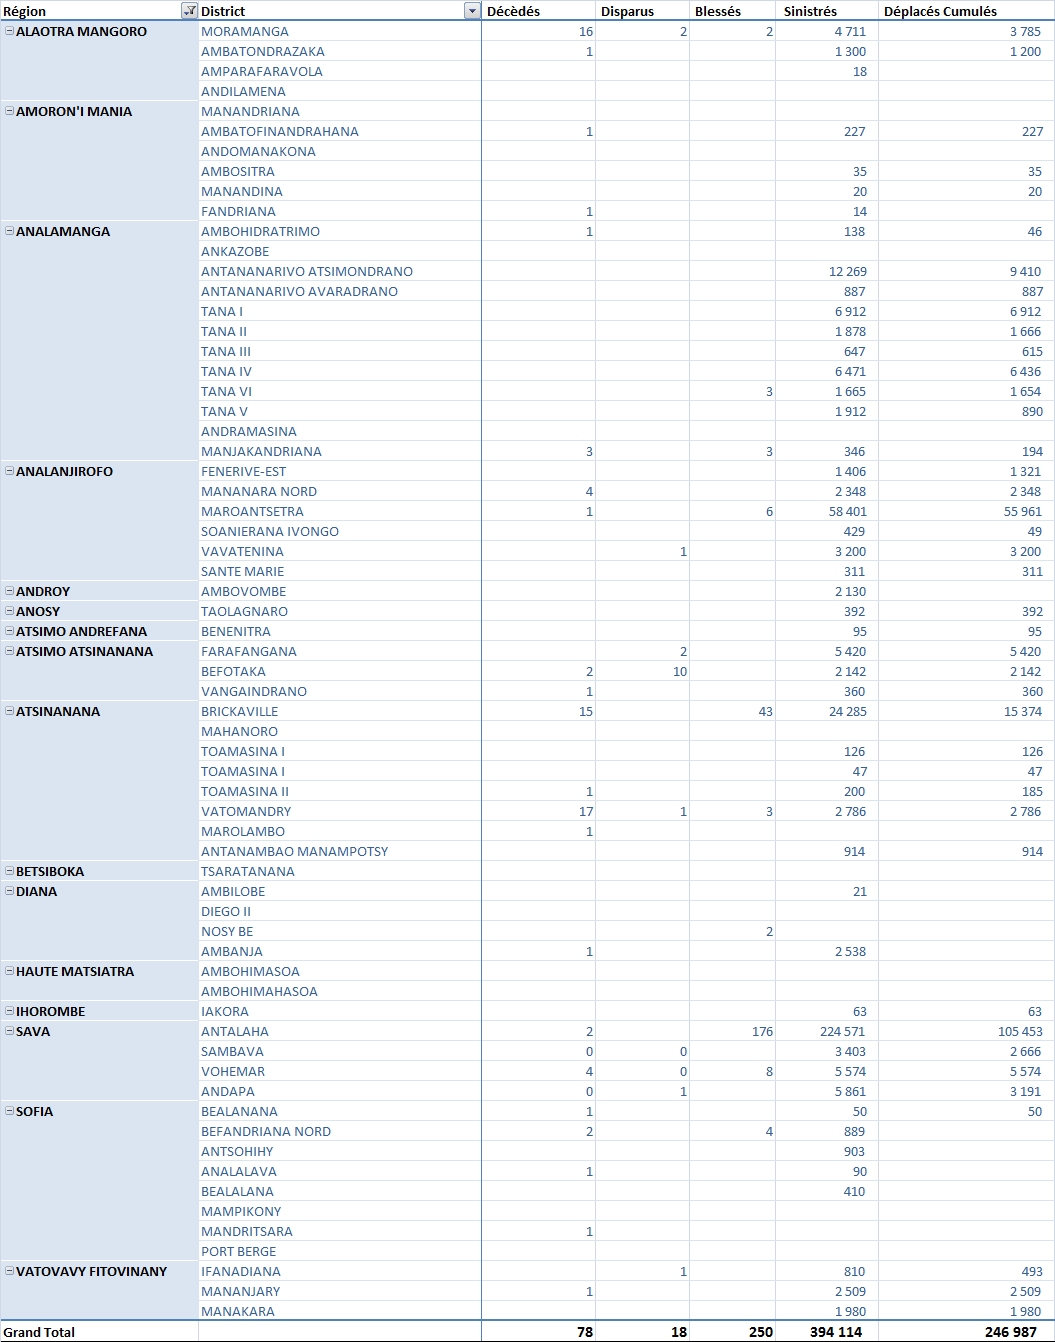 Région District Décèdés Disparus Blessés Sinistrés Déplacés Cumulés
ALAOTRA MANGORO MORAMANGA 16 2 2 4 711 3 785
AMBATONDRAZAKA 1 1 300 1 200
AMPARAFARAVOLA 18
ANDILAMENA
AMORON'I MANIA MANANDRIANA
AMBATOFINANDRAHANA 1 227 227
ANDOMANAKONA
AMBOSITRA 35 35
MANANDINA 20 20
FANDRIANA 1 14
ANALAMANGA AMBOHIDRATRIMO 1 138 46
ANKAZOBE
ANTANANARIVO ATSIMONDRANO 12 269 9 410
ANTANANARIVO AVARADRANO 887 887
TANA I 6 912 6 912
TANA II 1 878 1 666
TANA III 647 615
TANA IV 6 471 6 436
TANA VI 3 1 665 1 654
TANA V 1 912 890
ANDRAMASINA
MANJAKANDRIANA 3 3 346 194
ANALANJIROFO FENERIVE-EST 1 406 1 321
MANANARA NORD 4 2 348 2 348
MAROANTSETRA 1 6 58 401 55 961
SOANIERANA IVONGO 429 49
VAVATENINA 1 3 200 3 200
SANTE MARIE 311 311
ANDROY AMBOVOMBE 2 130
ANOSY TAOLAGNARO 392 392
ATSIMO ANDREFANA BENENITRA 95 95
ATSIMO ATSINANANA FARAFANGANA 2 5 420 5 420
BEFOTAKA 2 10 2 142 2 142
VANGAINDRANO 1 360 360
ATSINANANA BRICKAVILLE 15 43 24 285 15 374
MAHANORO
TOAMASINA I 126 126
TOAMASINA I 47 47
TOAMASINA II 1 200 185
VATOMANDRY 17 1 3 2 786 2 786
MAROLAMBO 1
ANTANAMBAO MANAMPOTSY 914 914
BETSIBOKA TSARATANANA
DIANA AMBILOBE 21
DIEGO II
NOSY BE 2
AMBANJA 1 2 538
HAUTE MATSIATRA AMBOHIMASOA
AMBOHIMAHASOA
IHOROMBE IAKORA 63 63
SAVA ANTALAHA 2 176 224 571 105 453
SAMBAVA 0 0 3 403 2 666
VOHEMAR 4 0 8 5 574 5 574
ANDAPA 0 1 5 861 3 191
SOFIA BEALANANA 1 50 50
BEFANDRIANA NORD 2 4 889
ANTSOHIHY 903
ANALALAVA 1 90
BEALALANA 410
MAMPIKONY
MANDRITSARA 1
PORT BERGE
VATOVAVY FITOVINANY IFANADIANA 1 810 493
MANANJARY 1 2 509 2 509
MANAKARA 1 980 1 980
Grand Total 78 18 250 394 114 246 987